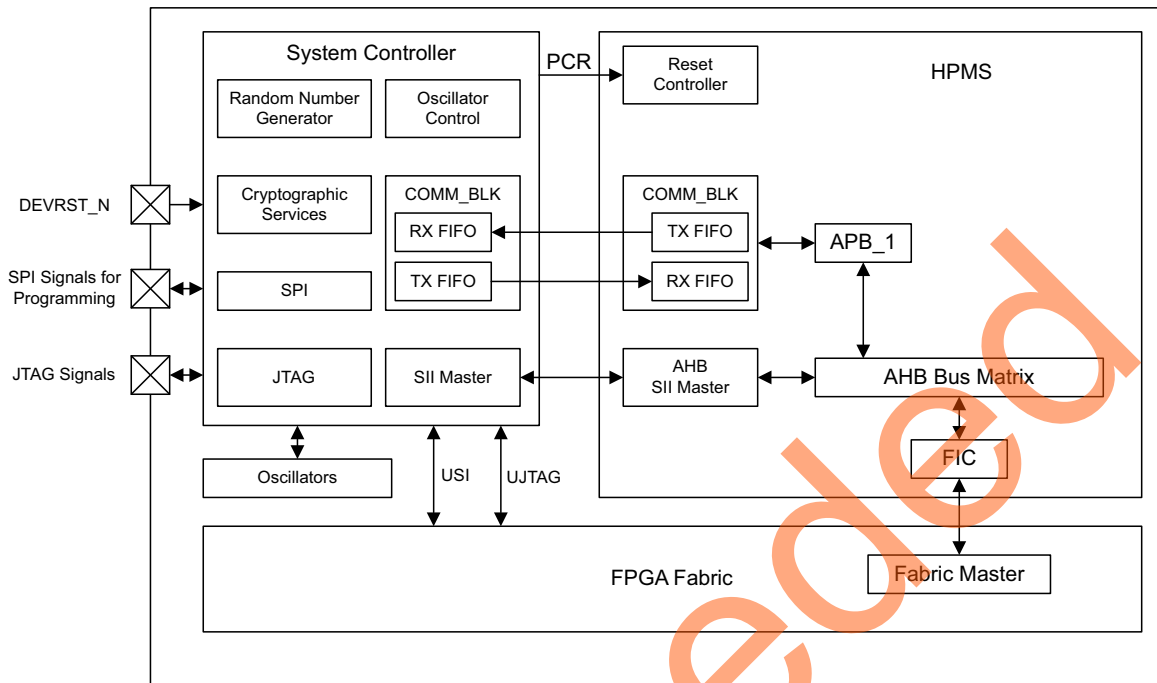 System Controller
PCR
Reset
Controller
HPMS
Random Number
Generator
Oscillator
Control
DEVRST_N
Cryptographic
Services
COMM_BLK
RX FIFO
TX FIFO
COMM_BLK
TX FIFO
RX FIFO
APB_1
SPI Signals for
Programming
SPI
JTAG Signals
JTAG
SII Master
AHB
SII Master
AHB Bus Matrix
FIC
Oscillators
USI
UJTAG
FPGA Fabric
Fabric Master
eded